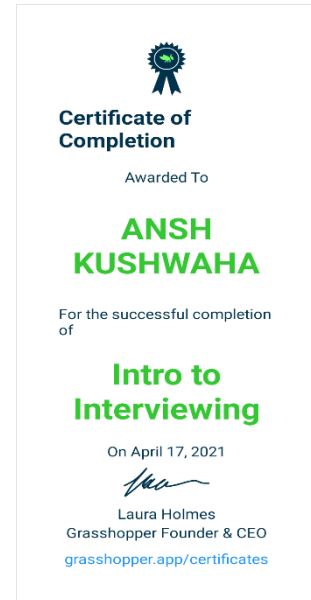 Certificate of
Completion
Awarded To
ANSH
KUSHWAHA
For the successful completion
of
Intro to
Interviewing
On April 17, 2021
Laura Holmes
Grasshopper Founder & CEO
grasshopper.app/certificates